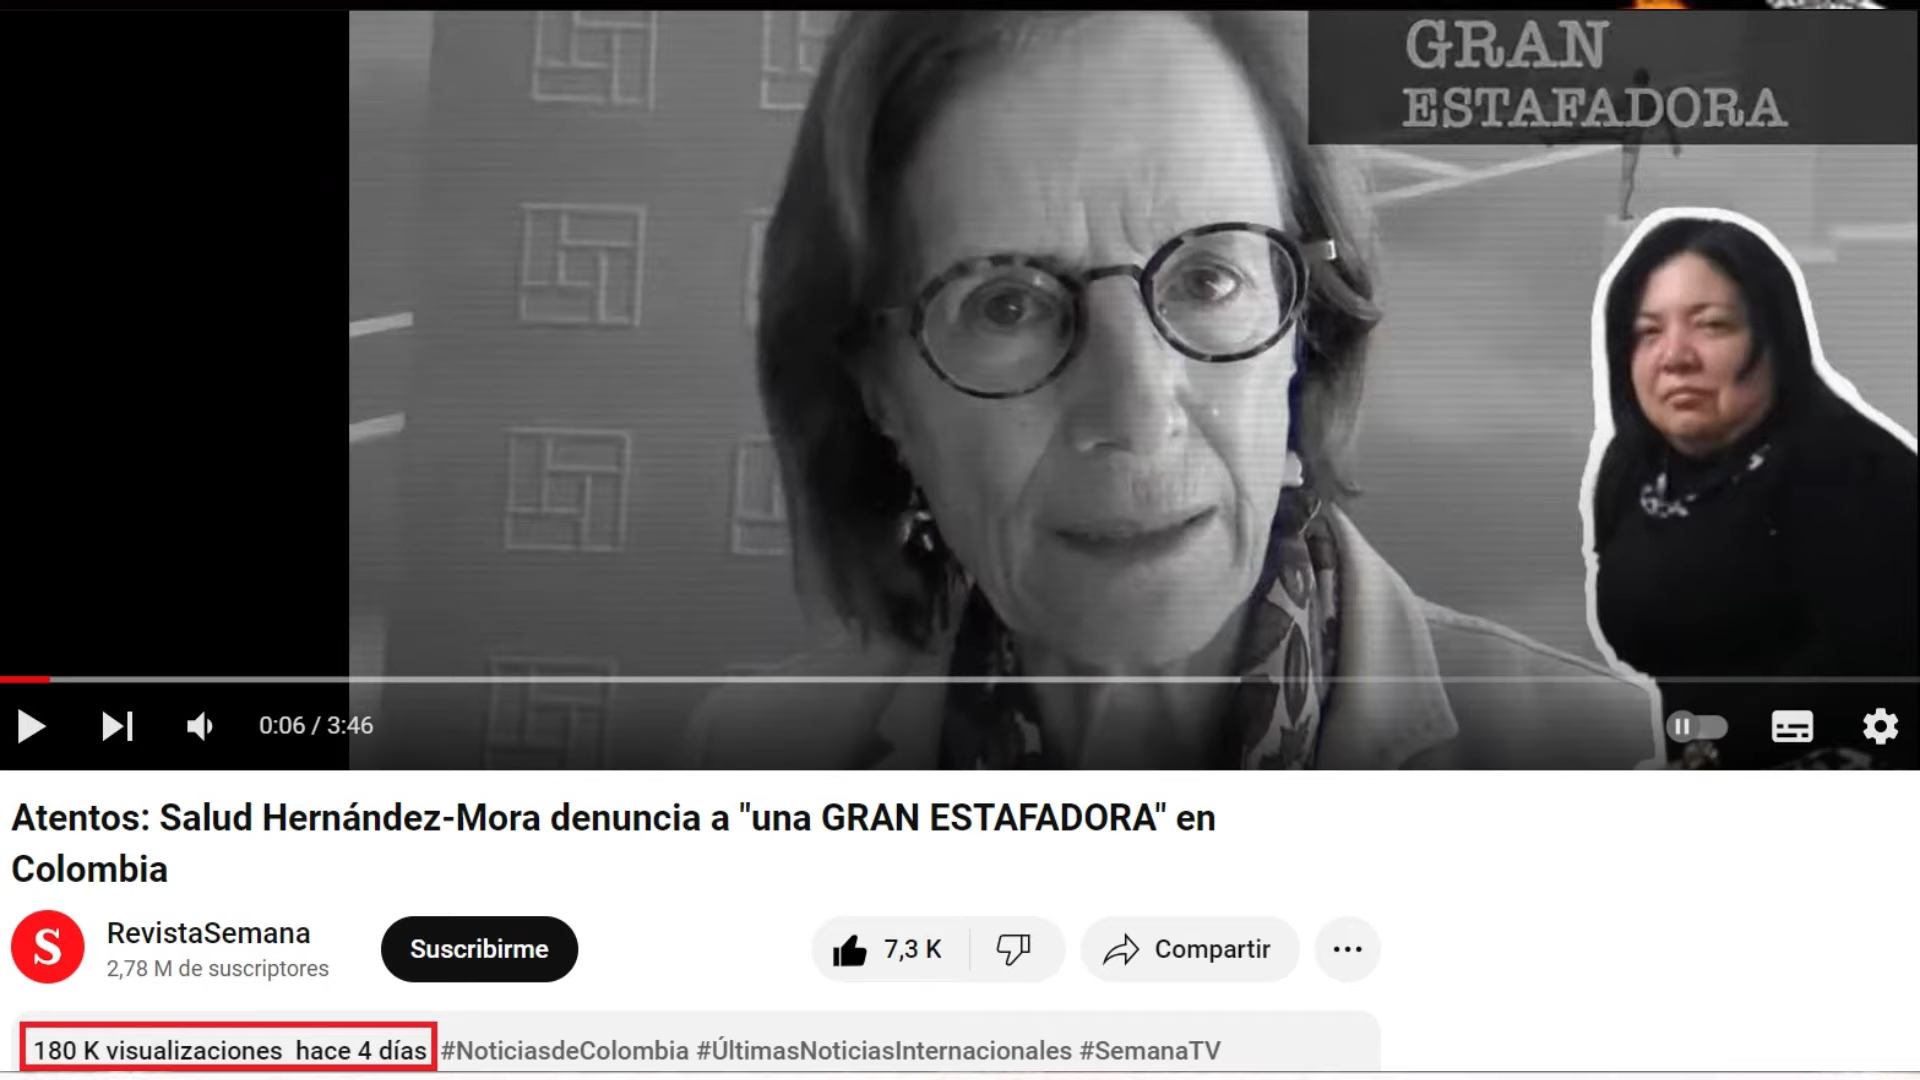 GRAN
ESTAFADORA
0:06 / 3:46
Atentos: Salud Hernández-Mora denuncia a "una GRAN ESTAFADORA" en
Colombia
S
RevistaSemana
2,78 M de suscriptores
Suscribirme
7,3 K
Compartir
180 K visualizaciones hace 4 días #NoticiasdeColombia #ÚltimasNoticiasInternacionales #SemanaTV